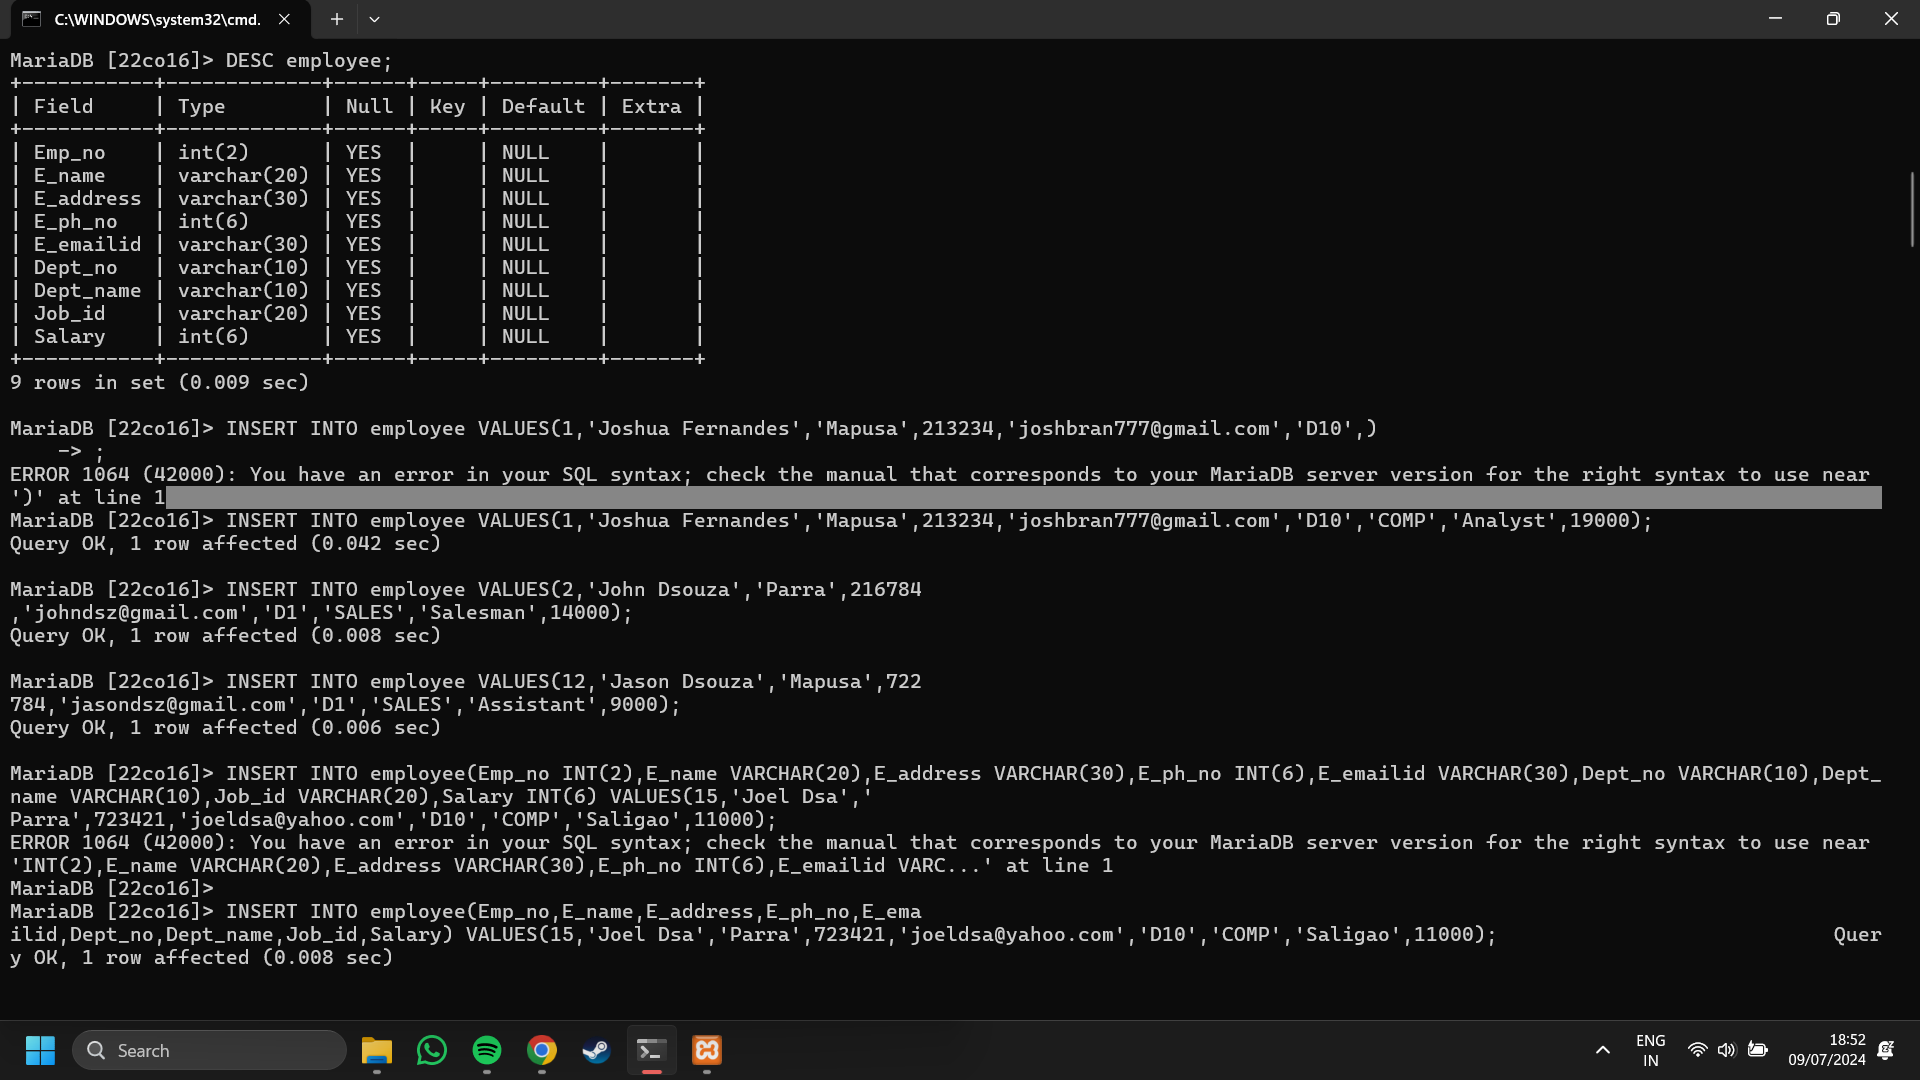 C:\WINDOWS\system32\cmd.
MariaDB [22co16]> DESC employee;
+-----------+-------------+------+-----+---------+-------+
| Field     | Type        | Null | Key | Default | Extra |
+-----------+-------------+------+-----+---------+-------+
| Emp_no    | int(2)      | YES  |     | NULL    |       |
| E_name    | varchar(20) | YES  |     | NULL    |       |
| E_address | varchar(30) | YES  |     | NULL    |       |
| E_ph_no   | int(6)      | YES  |     | NULL    |       |
| E_emailid | varchar(30) | YES  |     | NULL    |       |
| Dept_no   | varchar(10) | YES  |     | NULL    |       |
| Dept_name | varchar(10) | YES  |     | NULL    |       |
| Job_id    | varchar(20) | YES  |     | NULL    |       |
| Salary    | int(6)      | YES  |     | NULL    |       |
+-----------+-------------+------+-----+---------+-------+
9 rows in set (0.009 sec)
MariaDB [22co16]> INSERT INTO employee VALUES(1,'Joshua Fernandes','Mapusa',213234,'joshbran777@gmail.com','D10',)
    -> ;
ERROR 1064 (42000): You have an error in your SQL syntax; check the manual that corresponds to your MariaDB server version for the right syntax to use near
')' at line 1
MariaDB [22co16]> INSERT INTO employee VALUES(1,'Joshua Fernandes','Mapusa',213234,'joshbran777@gmail.com','D10','COMP','Analyst',19000);
Query OK, 1 row affected (0.042 sec)
MariaDB [22co16]> INSERT INTO employee VALUES(2,'John Dsouza','Parra',216784
,'johndsz@gmail.com','D1','SALES','Salesman',14000);
Query OK, 1 row affected (0.008 sec)
MariaDB [22co16]> INSERT INTO employee VALUES(12,'Jason Dsouza','Mapusa',722
784,'jasondsz@gmail.com','D1','SALES','Assistant',9000);
Query OK, 1 row affected (0.006 sec)
MariaDB [22co16]> INSERT INTO employee(Emp_no INT(2),E_name VARCHAR(20),E_address VARCHAR(30),E_ph_no INT(6),E_emailid VARCHAR(30),Dept_no VARCHAR(10),Dept_
name VARCHAR(10),Job_id VARCHAR(20),Salary INT(6) VALUES(15,'Joel Dsa','
Parra',723421,'joeldsa@yahoo.com','D10','COMP','Saligao',11000);
ERROR 1064 (42000): You have an error in your SQL syntax; check the manual that corresponds to your MariaDB server version for the right syntax to use near
'INT(2),E_name VARCHAR(20),E_address VARCHAR(30),E_ph_no INT(6),E_emailid VARC...' at line 1
MariaDB [22co16]>
MariaDB [22co16]> INSERT INTO employee(Emp_no,E_name,E_address,E_ph_no,E_ema
ilid,Dept_no,Dept_name,Job_id,Salary) VALUES(15,'Joel Dsa','Parra',723421,'joeldsa@yahoo.com','D10','COMP','Saligao',11000); Quer
y OK, 1 row affected (0.008 sec)
Search
ENG
IN
18:52
09/07/2024